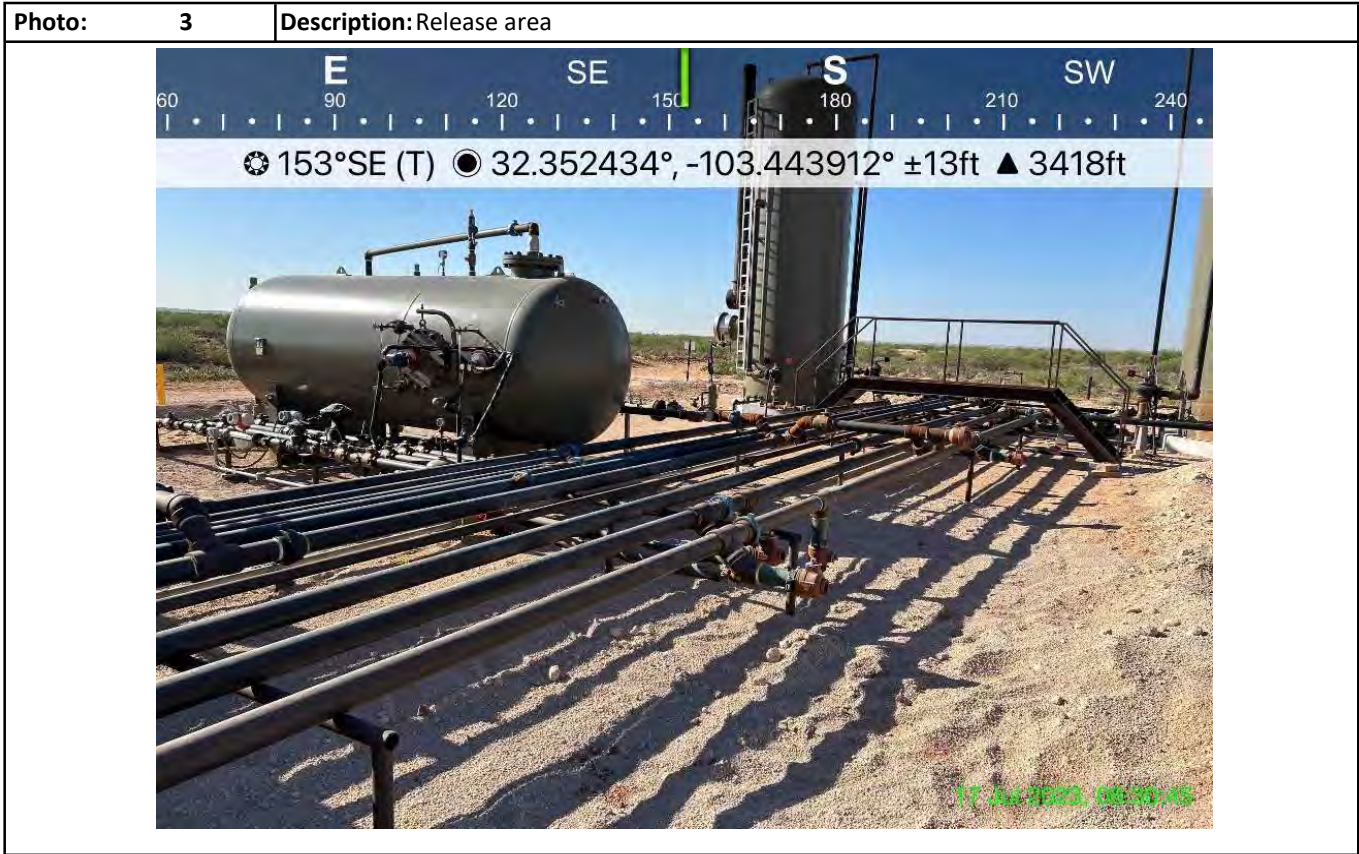 Photo: 3 Description: Release area
E SE S SW
60 90 120 150 180 210 240
153°SE (T) 32.352434°, -103.443912° ±13ft ▲ 3418ft
17 Jul 2023, 08:30:45